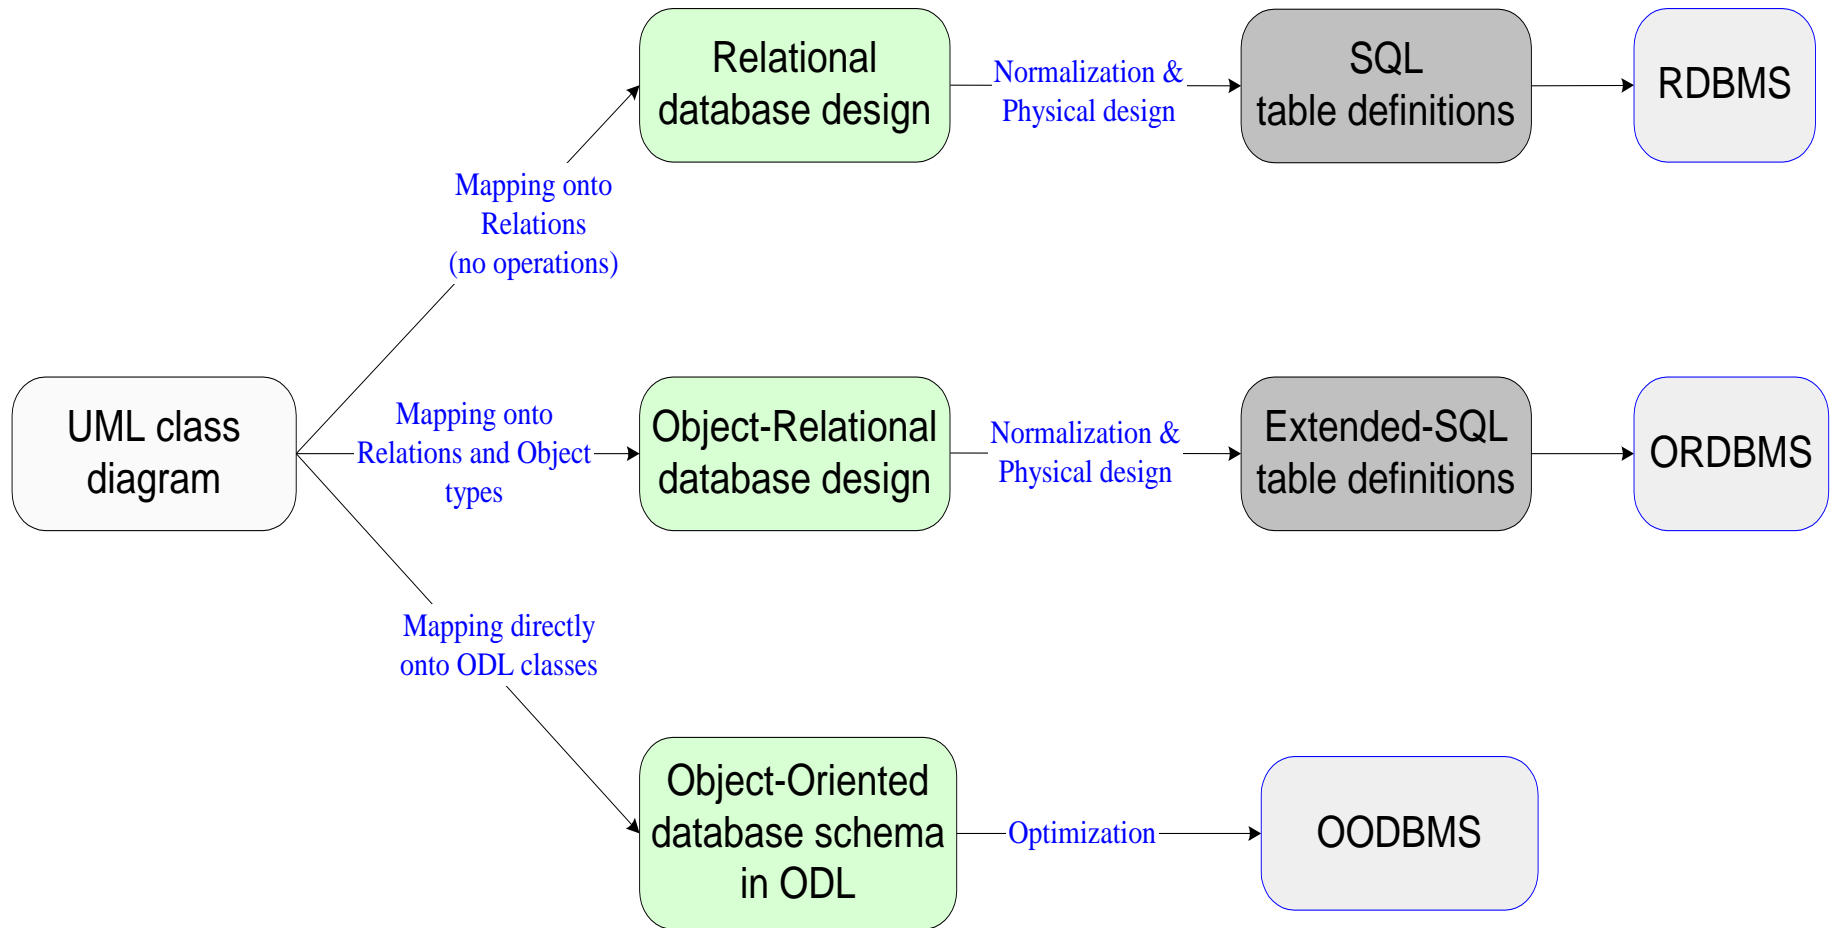 Relational
database design
Normalization &
Physical design
SQL
table definitions
RDBMS
Mapping onto
Relations
(no operations)
UML class
diagram
Mapping onto
Relations and Object
types
Object-Relational
database design
Normalization &
Physical design
Extended-SQL
table definitions
ORDBMS
Mapping directly
onto ODL classes
Object-Oriented
database schema
in ODL
Optimization
OODBMS